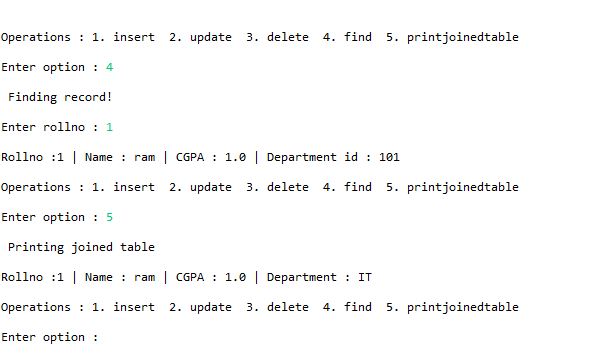 Operations : 1. insert  2. update  3. delete  4. find  5. printjoinedtable
Enter option : 4
 Finding record!
Enter rollno : 1
Rollno :1 | Name : ram | CGPA : 1.0 | Department id : 101
Operations : 1. insert  2. update  3. delete  4. find  5. printjoinedtable
Enter option : 5
 Printing joined table
Rollno :1 | Name : ram | CGPA : 1.0 | Department : IT
Operations : 1. insert  2. update  3. delete  4. find  5. printjoinedtable
Enter option :